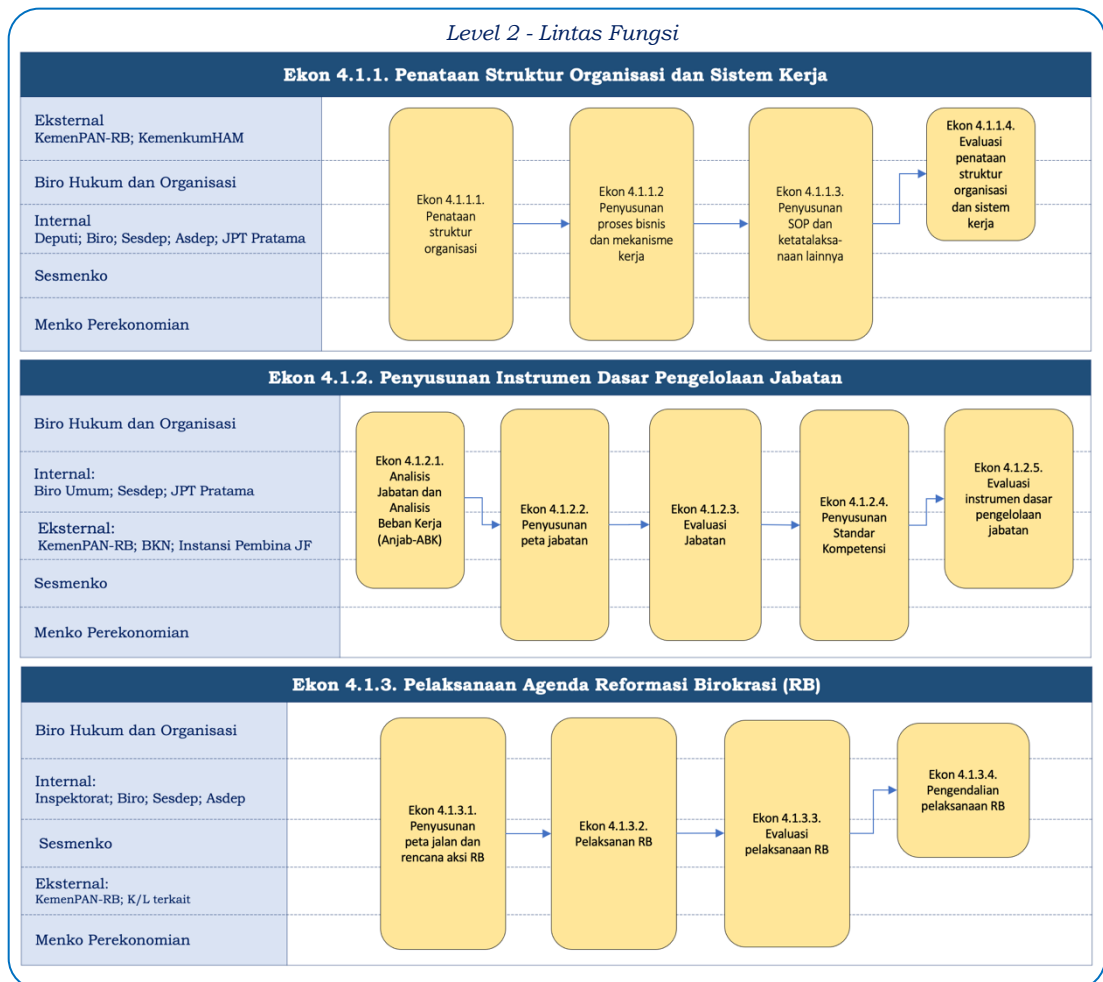 Level 2 - Lintas Fungsi
Ekon 4.1.1. Penataan Struktur Organisasi dan Sistem Kerja
Eksternal
KemenPAN-RB; KemenkumHAM
Biro Hukum dan Organisasi
Internal
Deputi; Biro; Sesdep; Asdep; JPT Pratama
Sesmenko
Menko Perekonomian
Ekon 4.1.1.1.
Penataan
struktur
organisasi
Ekon 4.1.1.2
Penyusunan
proses bisnis
dan mekanisme
kerja
Ekon 4.1.1.3.
Penyusunan
SOP dan
ketatalaksa-
naan lainnya
Ekon 4.1.1.4.
Evaluasi
penataan
struktur
organisasi
dan sistem
kerja
Ekon 4.1.2. Penyusunan Instrumen Dasar Pengelolaan Jabatan
Biro Hukum dan Organisasi
Internal:
Biro Umum; Sesdep; JPT Pratama
Eksternal:
KemenPAN-RB; BKN; Instansi Pembina JF
Sesmenko
Menko Perekonomian
Ekon 4.1.2.1.
Analisis
Jabatan dan
Analisis
Beban Kerja
(Anjab-ABK)
Ekon 4.1.2.2.
Penyusunan
peta jabatan
Ekon 4.1.2.3.
Evaluasi
Jabatan
Ekon 4.1.2.4.
Penyusunan
Standar
Kompetensi
Ekon 4.1.2.5.
Evaluasi
instrumen dasar
pengelolaan
jabatan
Ekon 4.1.3. Pelaksanaan Agenda Reformasi Birokrasi (RB)
Biro Hukum dan Organisasi
Internal:
Inspektorat; Biro; Sesdep; Asdep
Sesmenko
Eksternal:
KemenPAN-RB; K/L terkait
Menko Perekonomian
Ekon 4.1.3.1.
Penyusunan
peta jalan dan
rencana aksi RB
Ekon 4.1.3.2.
Pelaksanan RB
Ekon 4.1.3.3.
Evaluasi
pelaksanaan RB
Ekon 4.1.3.4.
Pengendalian
pelaksanaan RB